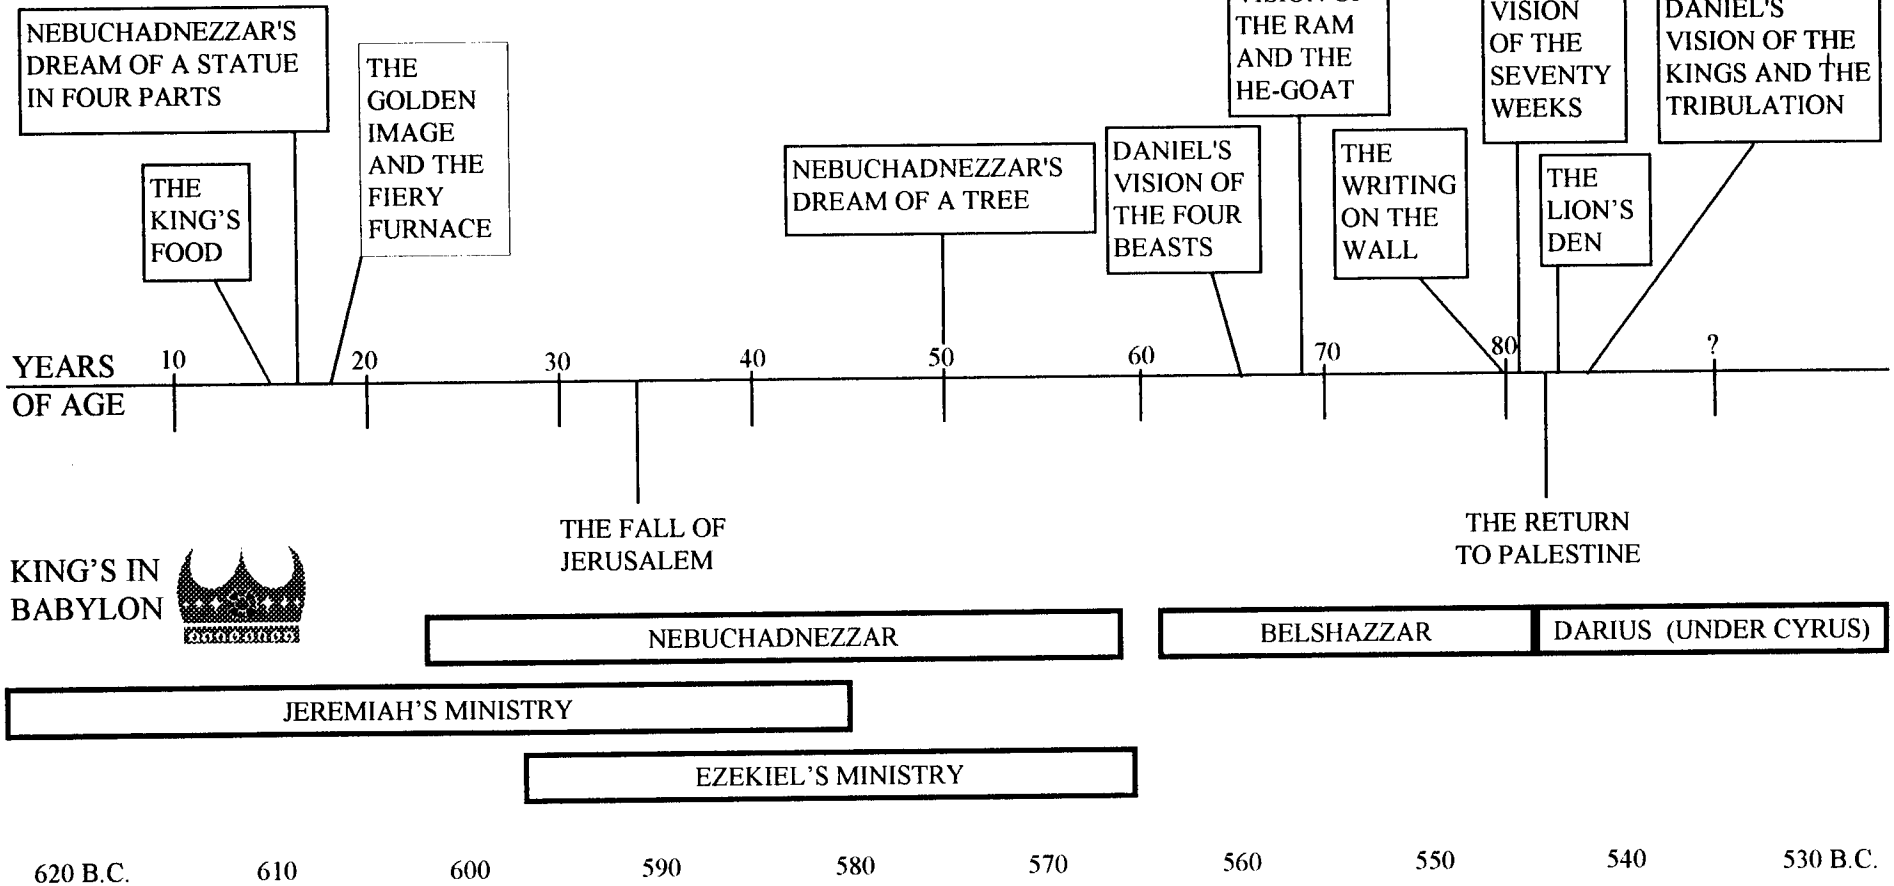 NEBUCHADNEZZAR'S
DREAM OF A STATUE
IN FOUR PARTS
THE
KING'S
FOOD
THE
GOLDEN
IMAGE
AND THE
FIERY
FURNACE
NEBUCHADNEZZAR'S
DREAM OF A TREE
DANIEL'S
VISION OF
THE FOUR
BEASTS
VISION OF
THE RAM
AND THE
HE-GOAT
THE
WRITING
ON THE
WALL
VISION
OF THE
SEVENTY
WEEKS
THE
LION'S
DEN
DANIEL'S
VISION OF THE
KINGS AND THE
TRIBULATION
YEARS
OF AGE
10 20 30 40 50 60 70 80 ?
THE FALL OF
JERUSALEM
THE RETURN
TO PALESTINE
KING'S IN
BABYLON
NEBUCHADNEZZAR
BELSHAZZAR
DARIUS (UNDER CYRUS)
JEREMIAH'S MINISTRY
EZEKIEL'S MINISTRY
620 B.C. 610 600 590 580 570 560 550 540 530 B.C.